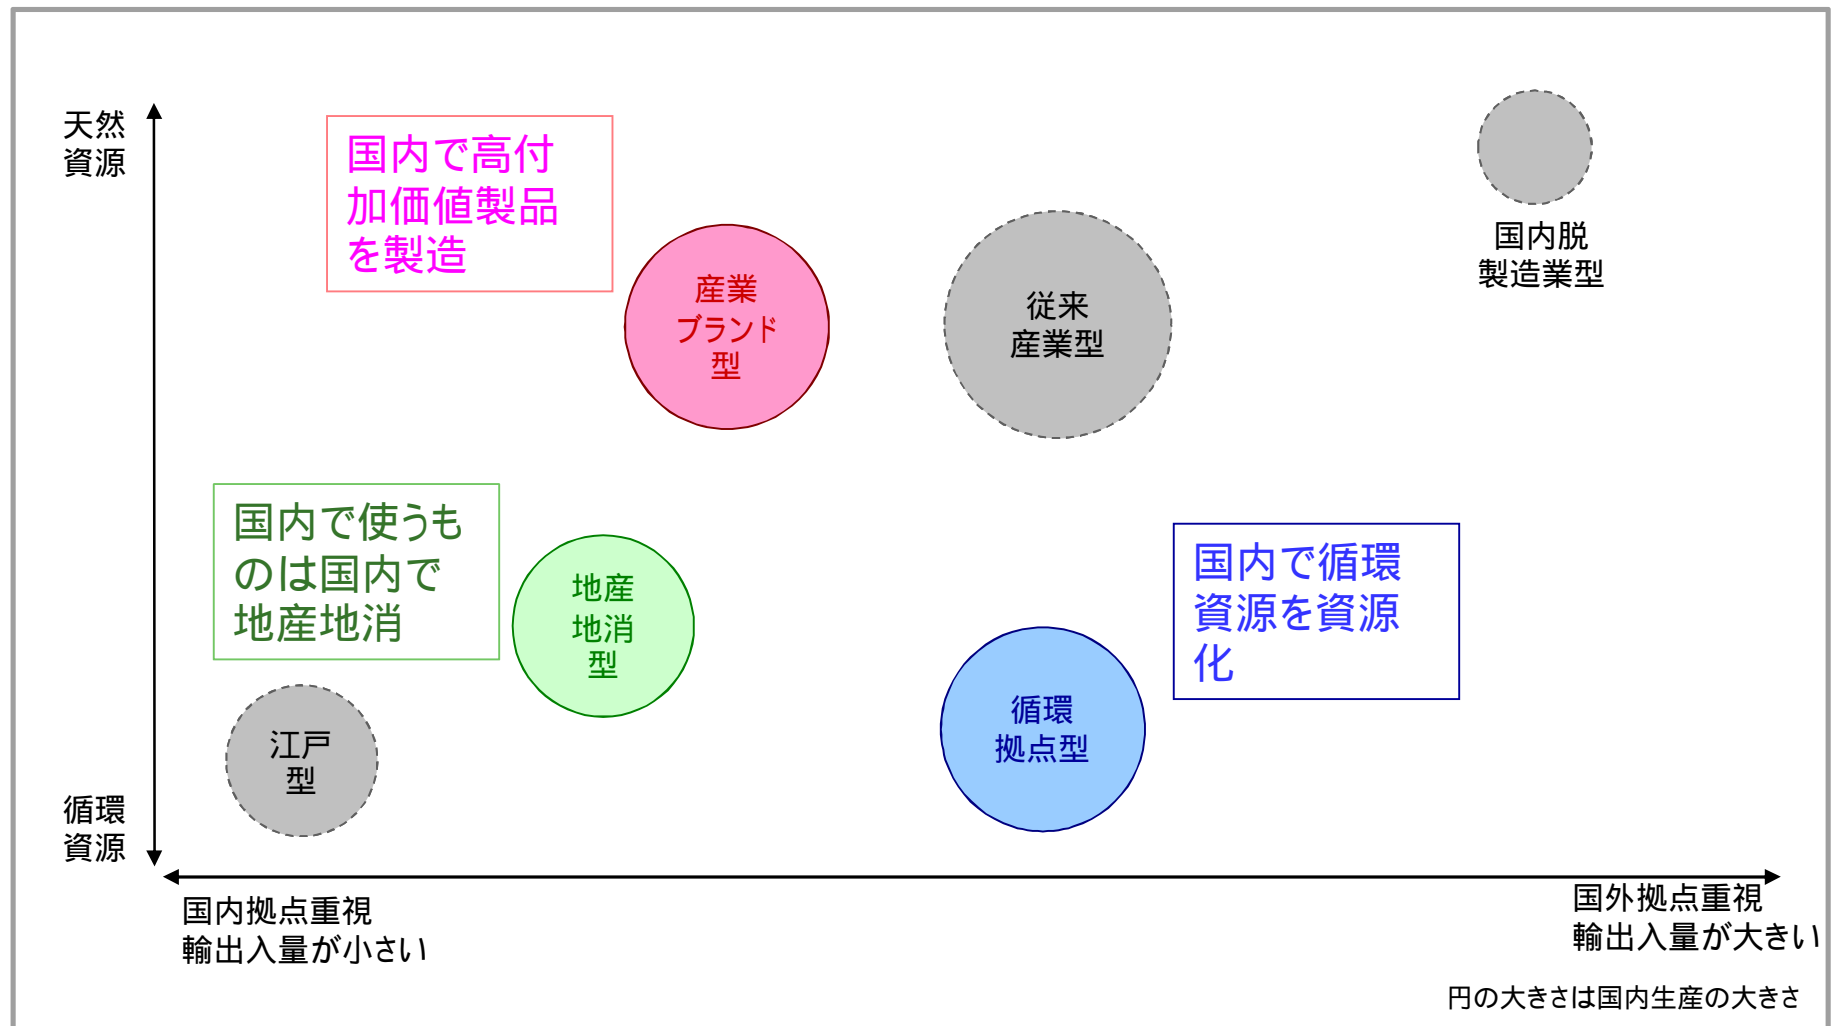 天然
資源
国内で高付
加価値製品
を製造
産業
ブランド
型
従来
産業型
国内脱
製造業型
国内で使うも
のは国内で
地産地消
地産
地消
型
国内で循環
資源を資源
化
循環
拠点型
江戸
型
循環
資源
国内拠点重視
輸出入量が小さい
国外拠点重視
輸出入量が大きい
円の大きさは国内生産の大きさ